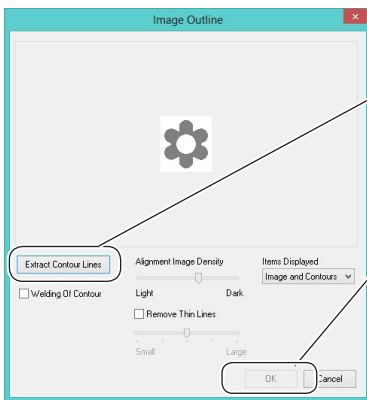 Image Outline
Extract Contour Lines
Alignment Image Density
Items Displayed
Image and Contours
Welding Of Contour
Light Dark
Remove Thin Lines
Small Large
OK Cancel